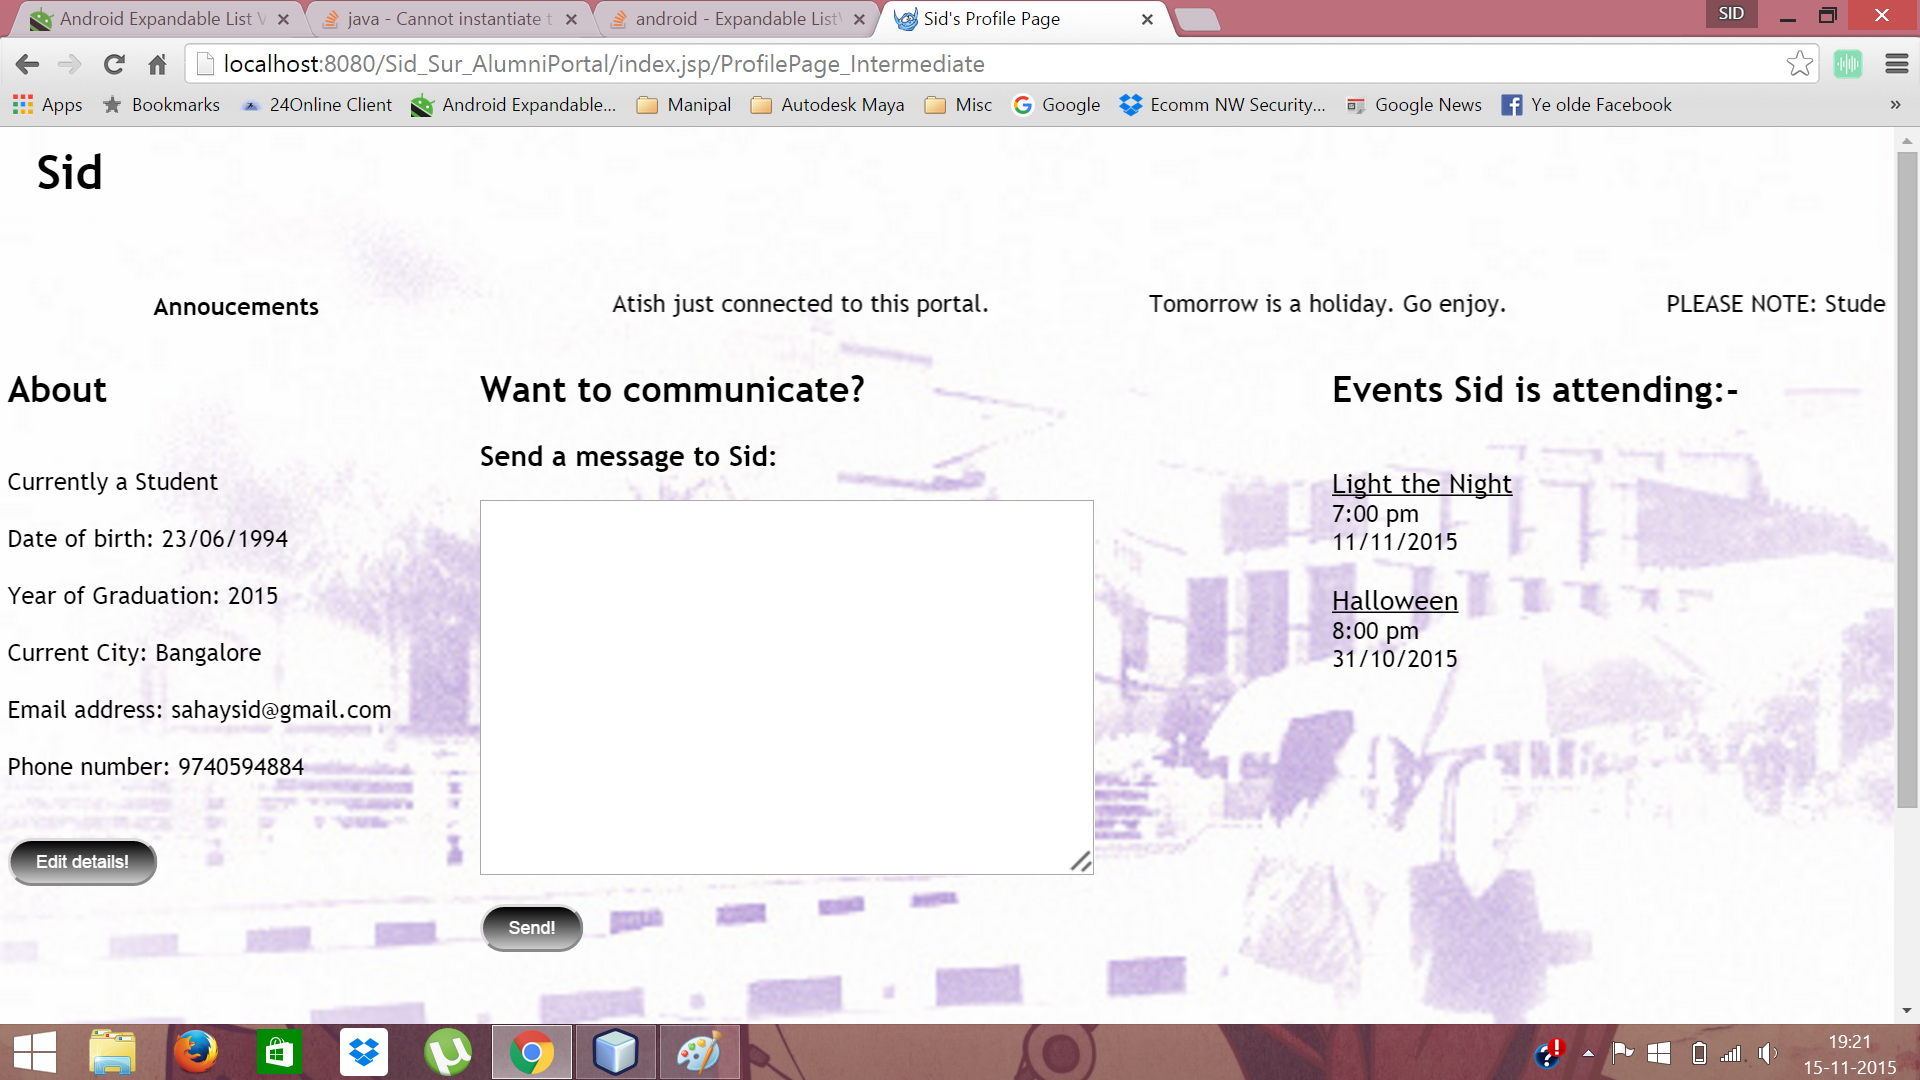 Android Expandable List V
java - Cannot instantiate t
android - Expandable List
Sid's Profile Page
SID
localhost:8080/Sid_Sur_AlumniPortal/index.jsp/ProfilePage_Intermediate
Apps
Bookmarks
24Online Client
Android Expandable...
Manipal
Autodesk Maya
Misc
Google
Ecomm NW Security...
Google News
Ye olde Facebook
»
Sid
Annoucements
Atish just connected to this portal.
Tomorrow is a holiday. Go enjoy.
PLEASE NOTE: Stude
About
Currently a Student
Date of birth: 23/06/1994
Year of Graduation: 2015
Current City: Bangalore
Email address: sahaysid@gmail.com
Phone number: 9740594884
Edit details!
Want to communicate?
Send a message to Sid:
Send!
Events Sid is attending:-
Light the Night
7:00 pm
11/11/2015
Halloween
8:00 pm
31/10/2015
19:21
15-11-2015